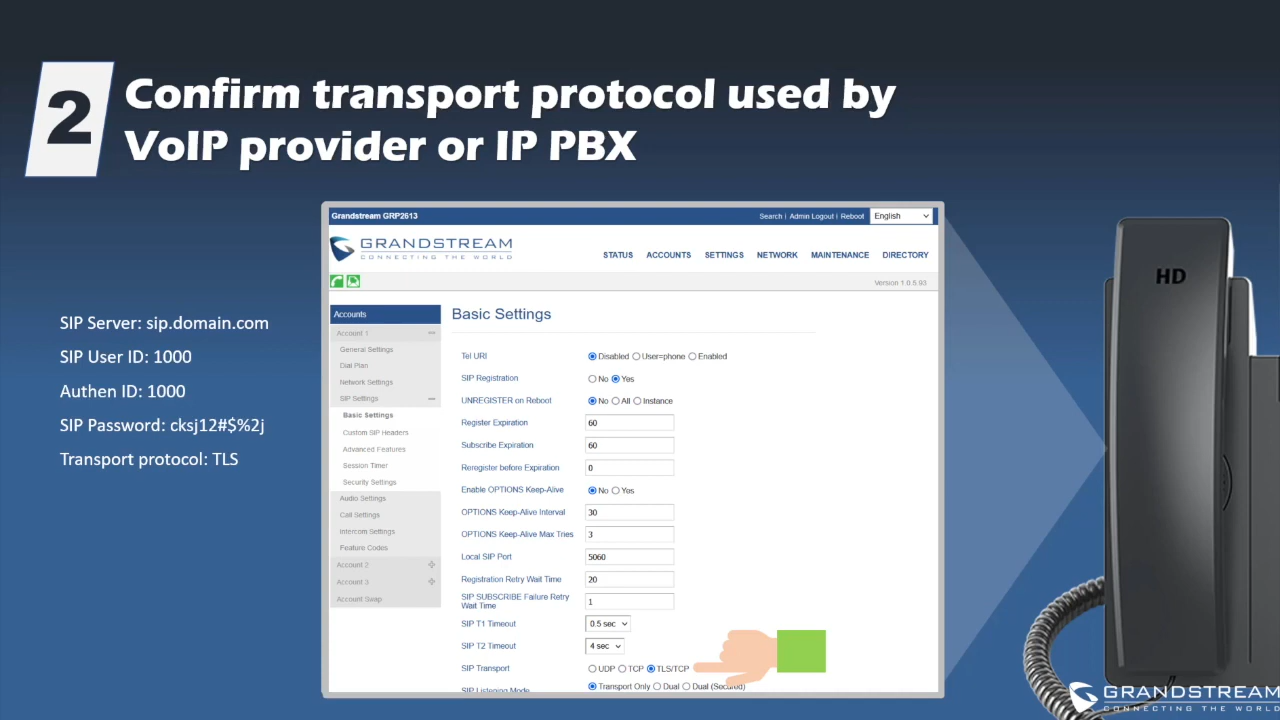 2
Confirm transport protocol used by
VoIP provider or IP PBX
SIP Server: sip.domain.com
SIP User ID: 1000
Authen ID: 1000
SIP Password: cksj12#$%2j
Transport protocol: TLS
Grandstream GRP2613
Search | Admin Logout | Reboot
English
GRANDSTREAM
CONNECTING THE WORLD
STATUS ACCOUNTS SETTINGS NETWORK MAINTENANCE DIRECTORY
Version 1.0.5.93
Accounts
Account 1
General Settings
Dial Plan
Network Settings
SIP Settings
Basic Settings
Custom SIP Headers
Advanced Features
Session Timer
Security Settings
Audio Settings
Call Settings
Intercom Settings
Feature Codes
Account 2
Account 3
Account Swap
Basic Settings
Tel URI Disabled User=phone Enabled
SIP Registration No Yes
UNREGISTER on Reboot No All Instance
Register Expiration 60
Subscribe Expiration 60
Reregister before Expiration 0
Enable OPTIONS Keep-Alive No Yes
OPTIONS Keep-Alive Interval 30
OPTIONS Keep-Alive Max Tries 3
Local SIP Port 5060
Registration Retry Wait Time 20
SIP SUBSCRIBE Failure Retry
Wait Time 1
SIP T1 Timeout 0.5 sec
SIP T2 Timeout 4 sec
SIP Transport UDP TCP TLS/TCP
SIP Listening Mode Transport Only Dual Dual (Secured)
HD
GRANDSTREAM
CONNECTING THE WORLD